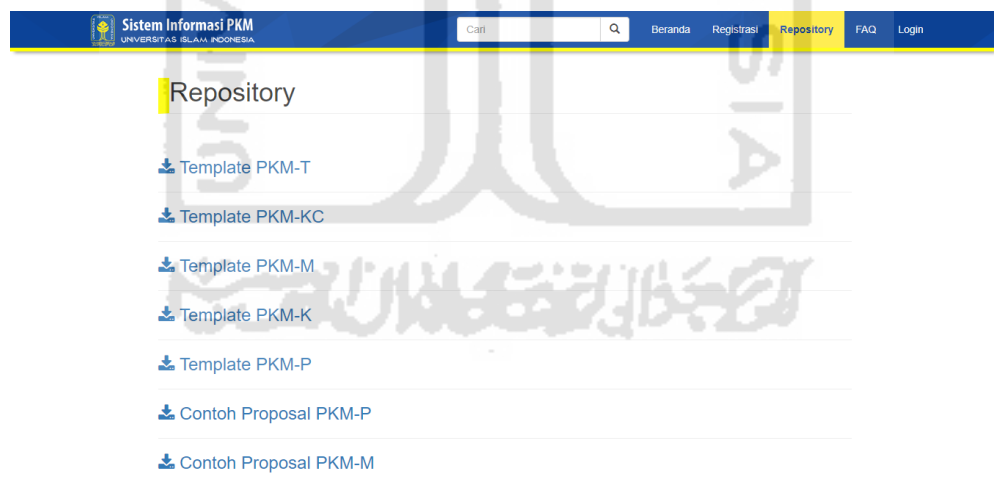 Sistem Informasi PKM
UNIVERSITAS ISLAM INDONESIA
Cari
Beranda Registrasi Repository FAQ Login
Repository
Template PKM-T
Template PKM-KC
Template PKM-M
Template PKM-K
Template PKM-P
Contoh Proposal PKM-P
Contoh Proposal PKM-M